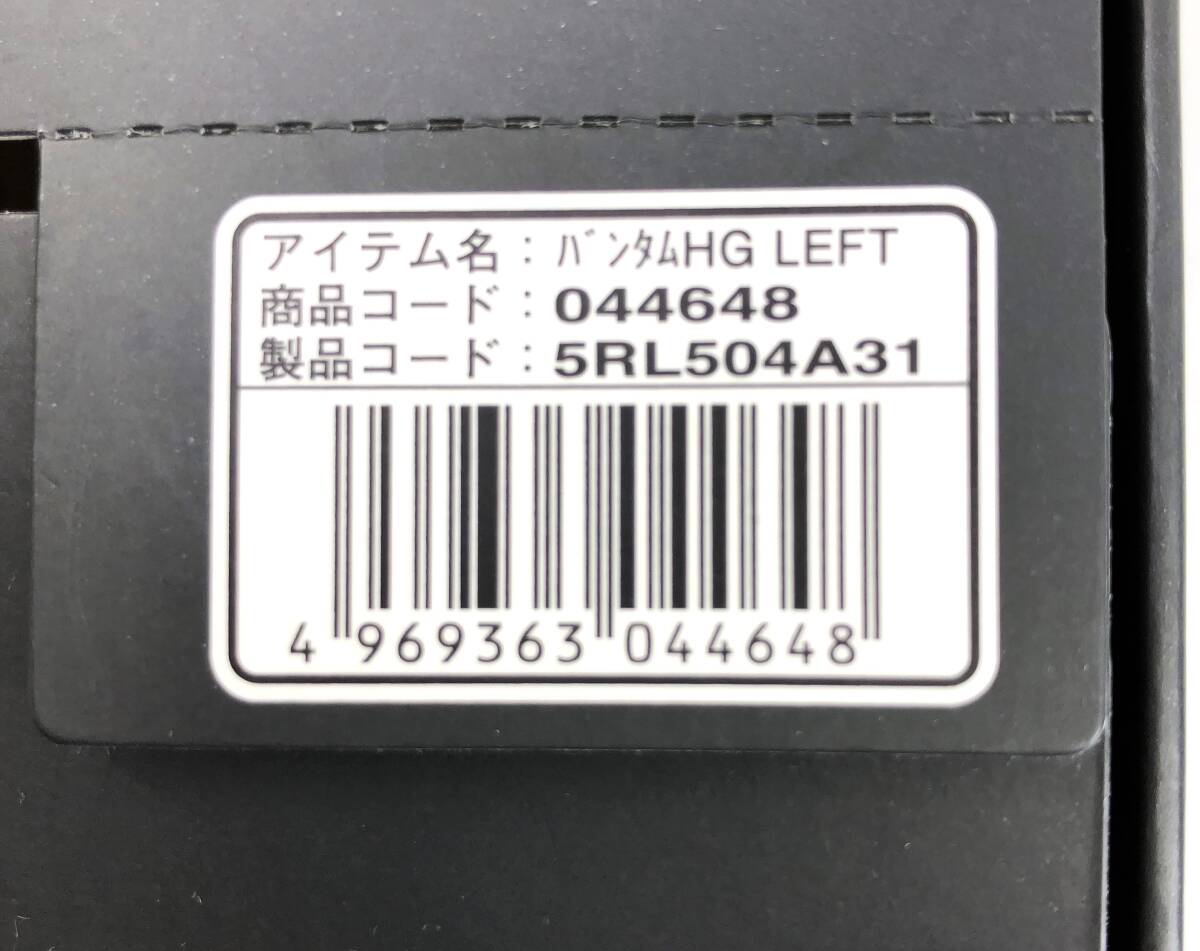 アイテム名：ﾊﾞﾝﾀﾑHG LEFT
商品コード：044648
製品コード：5RL504A31
4 969363 044648